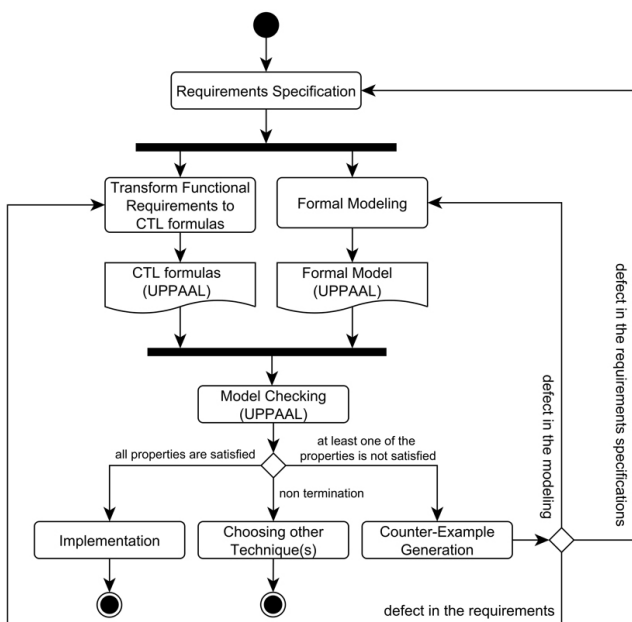 Requirements Specification
Transform Functional
Requirements to
CTL formulas
Formal Modeling
CTL formulas
(UPPAAL)
Formal Model
(UPPAAL)
Model Checking
(UPPAAL)
all properties are satisfied
at least one of the
properties is not satisfied
non termination
Implementation
Choosing other
Technique(s)
Counter-Example
Generation
defect in the modeling
defect in the requirements specifications
defect in the requirements